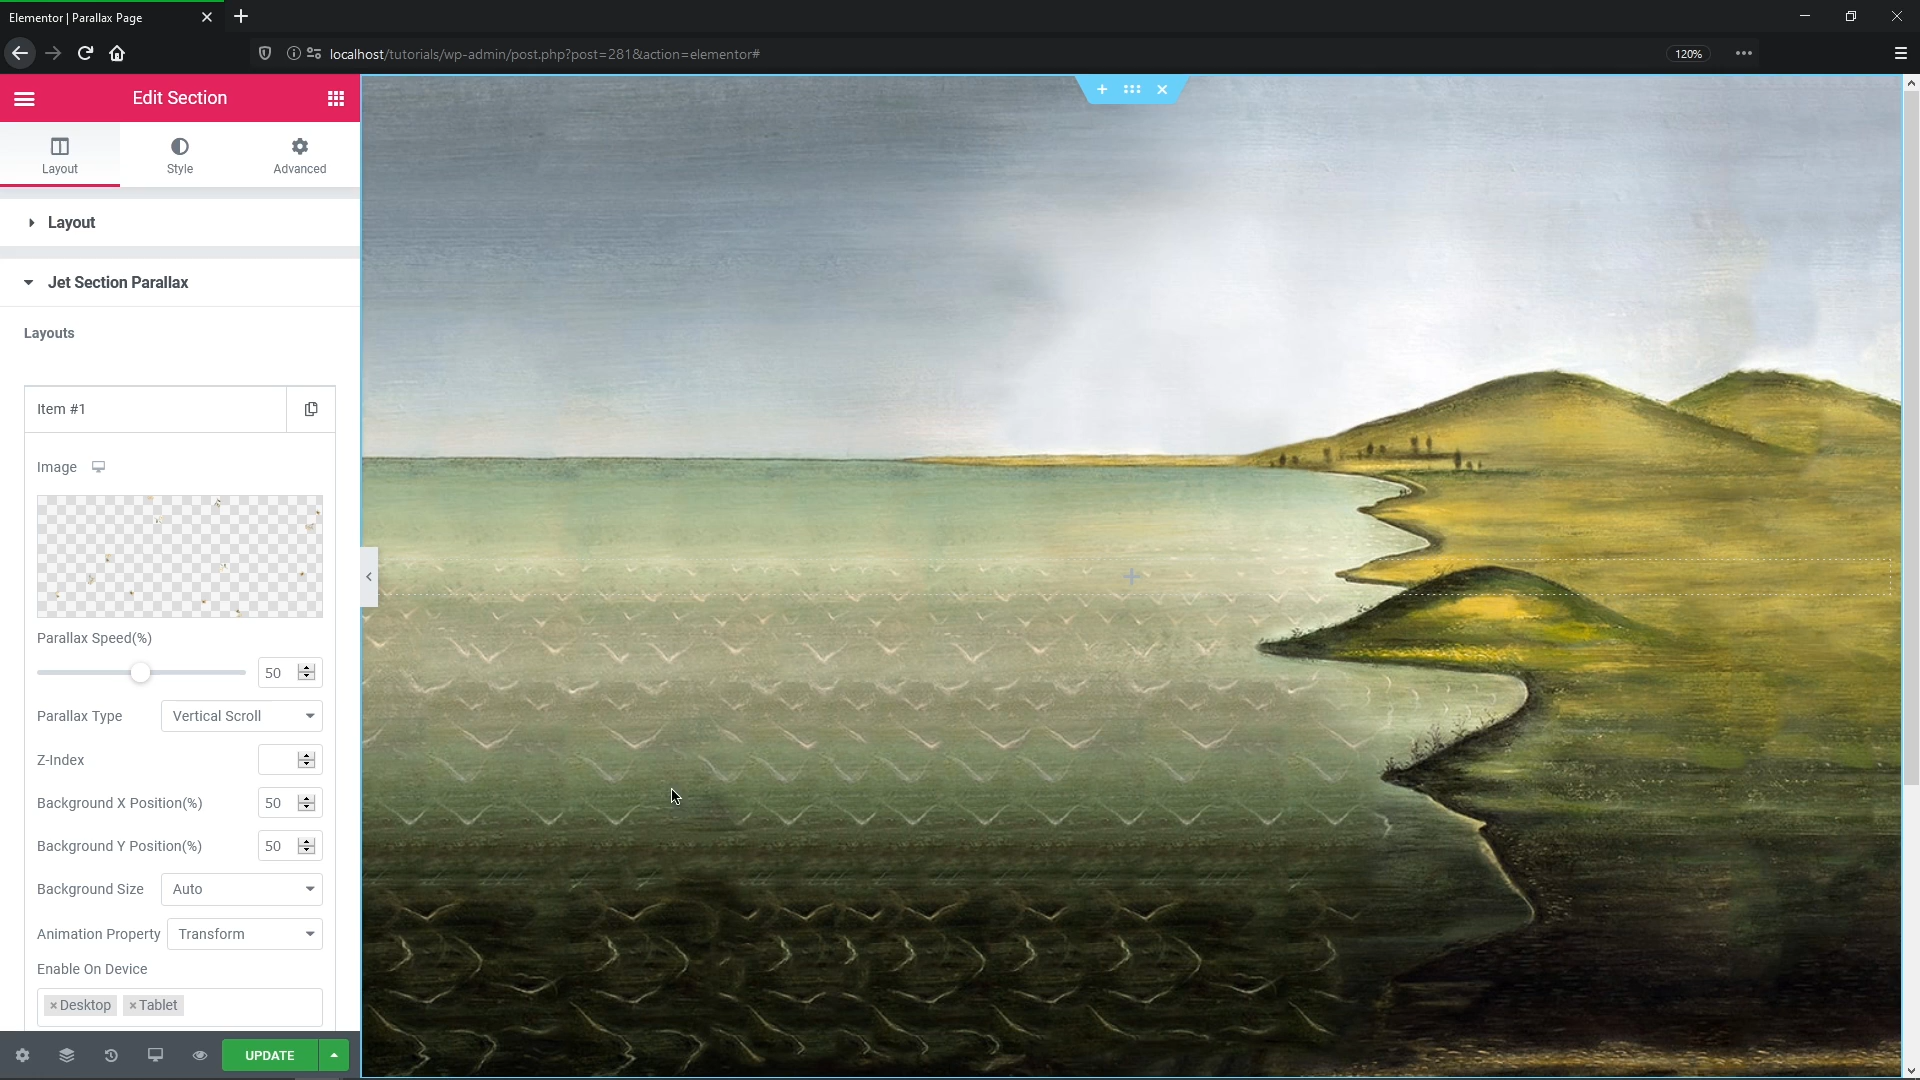 Elementor | Parallax Page
localhost/tutorials/wp-admin/post.php?post=281&action=elementor#
120%
Edit Section
Layout
Style
Advanced
Layout
Jet Section Parallax
Layouts
Item #1
Image
Parallax Speed(%)
50
Parallax Type
Vertical Scroll
Z-Index
Background X Position(%)
50
Background Y Position(%)
50
Background Size
Auto
Animation Property
Transform
Enable On Device
×Desktop ×Tablet
UPDATE